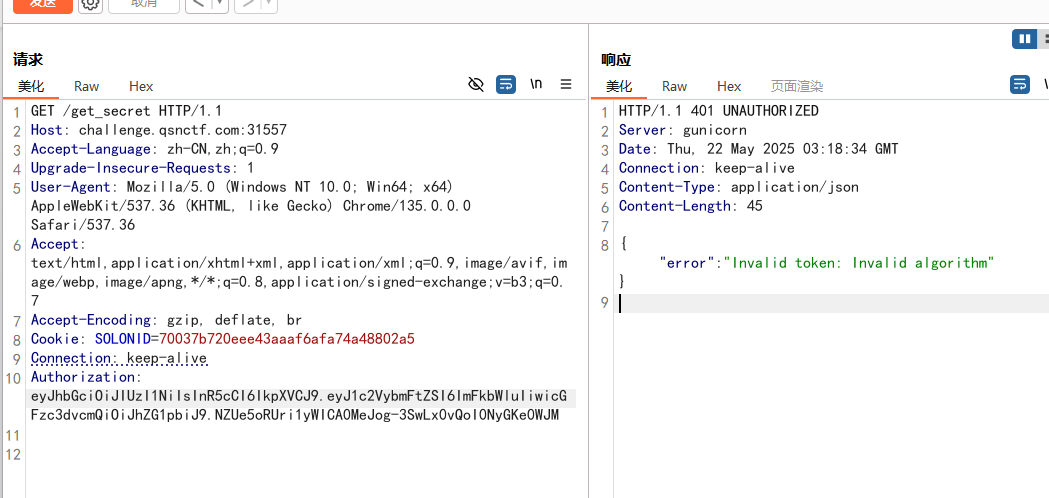 发送 取消 < >
请求
美化 Raw Hex \n
1 GET /get_secret HTTP/1.1
2 Host: challenge.qsnctf.com:31557
3 Accept-Language: zh-CN,zh;q=0.9
4 Upgrade-Insecure-Requests: 1
5 User-Agent: Mozilla/5.0 (Windows NT 10.0; Win64; x64)
AppleWebKit/537.36 (KHTML, like Gecko) Chrome/135.0.0.0
Safari/537.36
6 Accept:
text/html,application/xhtml+xml,application/xml;q=0.9,image/avif,im
age/webp,image/apng,*/*;q=0.8,application/signed-exchange;v=b3;q=0.
7
7 Accept-Encoding: gzip, deflate, br
8 Cookie: SOLONID=70037b720eee43aaaf6afa74a48802a5
9 Connection: keep-alive
10 Authorization:
eyJhbGciOiJIUzI1NiIsInR5cCI6IkpXVCJ9.eyJ1c2VybmFtZSI6ImFkbWluIiwicG
Fzc3dvcmQiOiJhZG1pbiJ9.NZUe5oRUri1yWICAOMeJog-3SwLx0vQoIONyGKeOWJM
11
12
响应
美化 Raw Hex 页面渲染
1 HTTP/1.1 401 UNAUTHORIZED
2 Server: gunicorn
3 Date: Thu, 22 May 2025 03:18:34 GMT
4 Connection: keep-alive
5 Content-Type: application/json
6 Content-Length: 45
7
8 {
"error":"Invalid token: Invalid algorithm"
}
9